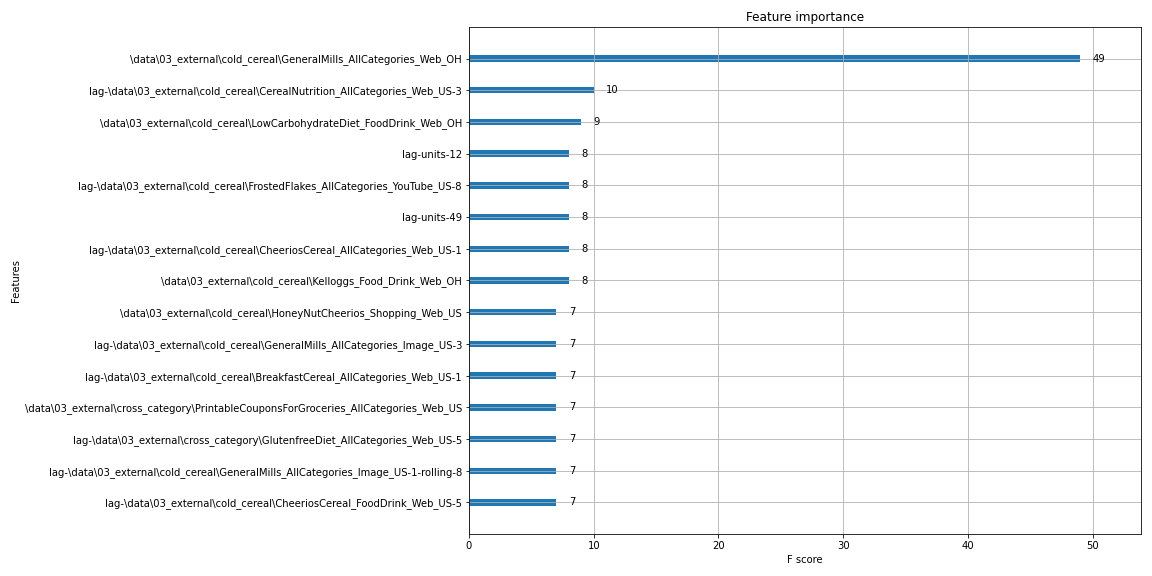 Feature importance
\data\03_external\cold_cereal\GeneralMills_AllCategories_Web_OH 49
lag-\data\03_external\cold_cereal\CerealNutrition_AllCategories_Web_US-3 10
\data\03_external\cold_cereal\LowCarbohydrateDiet_FoodDrink_Web_OH 9
lag-units-12 8
lag-\data\03_external\cold_cereal\FrostedFlakes_AllCategories_YouTube_US-8 8
lag-units-49 8
lag-\data\03_external\cold_cereal\CheeriosCereal_AllCategories_Web_US-1 8
\data\03_external\cold_cereal\Kelloggs_Food_Drink_Web_OH 8
\data\03_external\cold_cereal\HoneyNutCheerios_Shopping_Web_US 7
lag-\data\03_external\cold_cereal\GeneralMills_AllCategories_Image_US-3 7
lag-\data\03_external\cold_cereal\BreakfastCereal_AllCategories_Web_US-1 7
\data\03_external\cross_category\PrintableCouponsForGroceries_AllCategories_Web_US 7
lag-\data\03_external\cross_category\GlutenfreeDiet_AllCategories_Web_US-5 7
lag-\data\03_external\cold_cereal\GeneralMills_AllCategories_Image_US-1-rolling-8 7
lag-\data\03_external\cold_cereal\CheeriosCereal_FoodDrink_Web_US-5 7
Features
0 10 20 30 40 50
F score